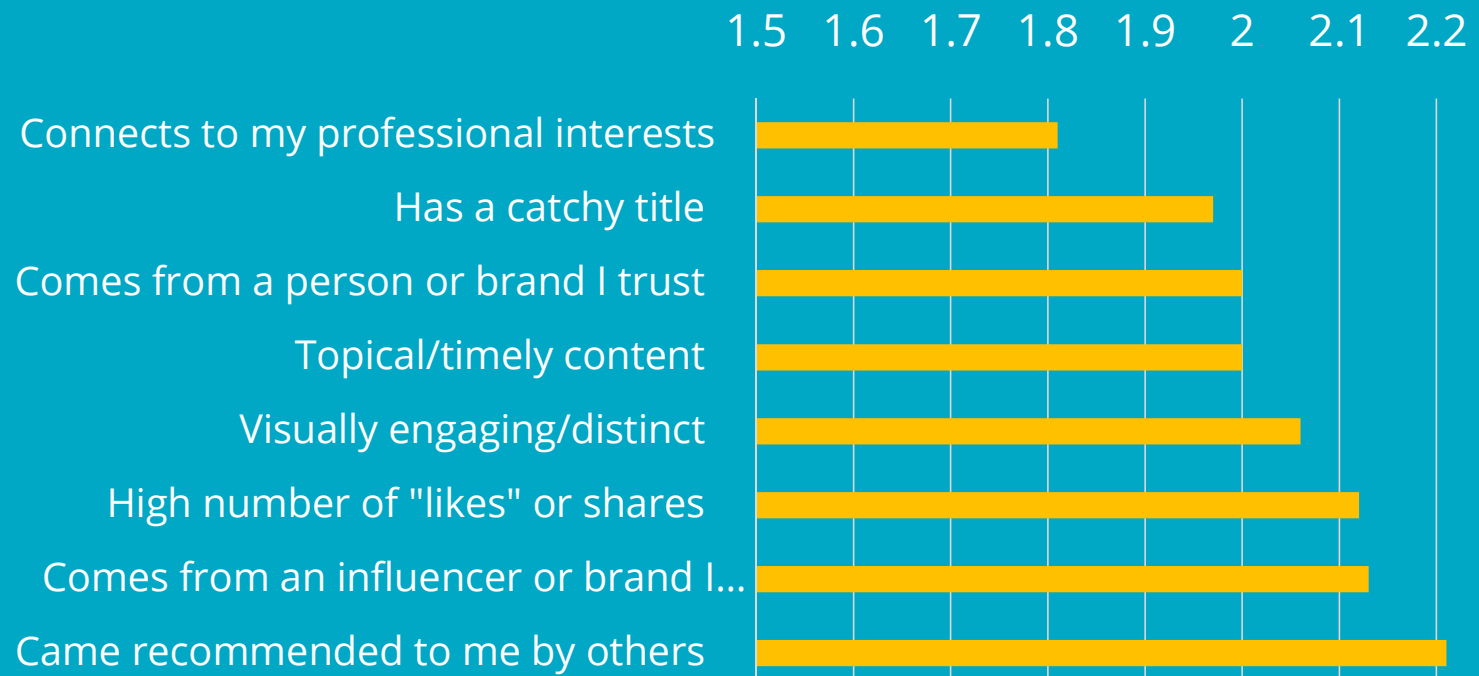 1.5 1.6 1.7 1.8 1.9 2 2.1 2.2
Connects to my professional interests
Has a catchy title
Comes from a person or brand I trust
Topical/timely content
Visually engaging/distinct
High number of "likes" or shares
Comes from an influencer or brand I...
Came recommended to me by others